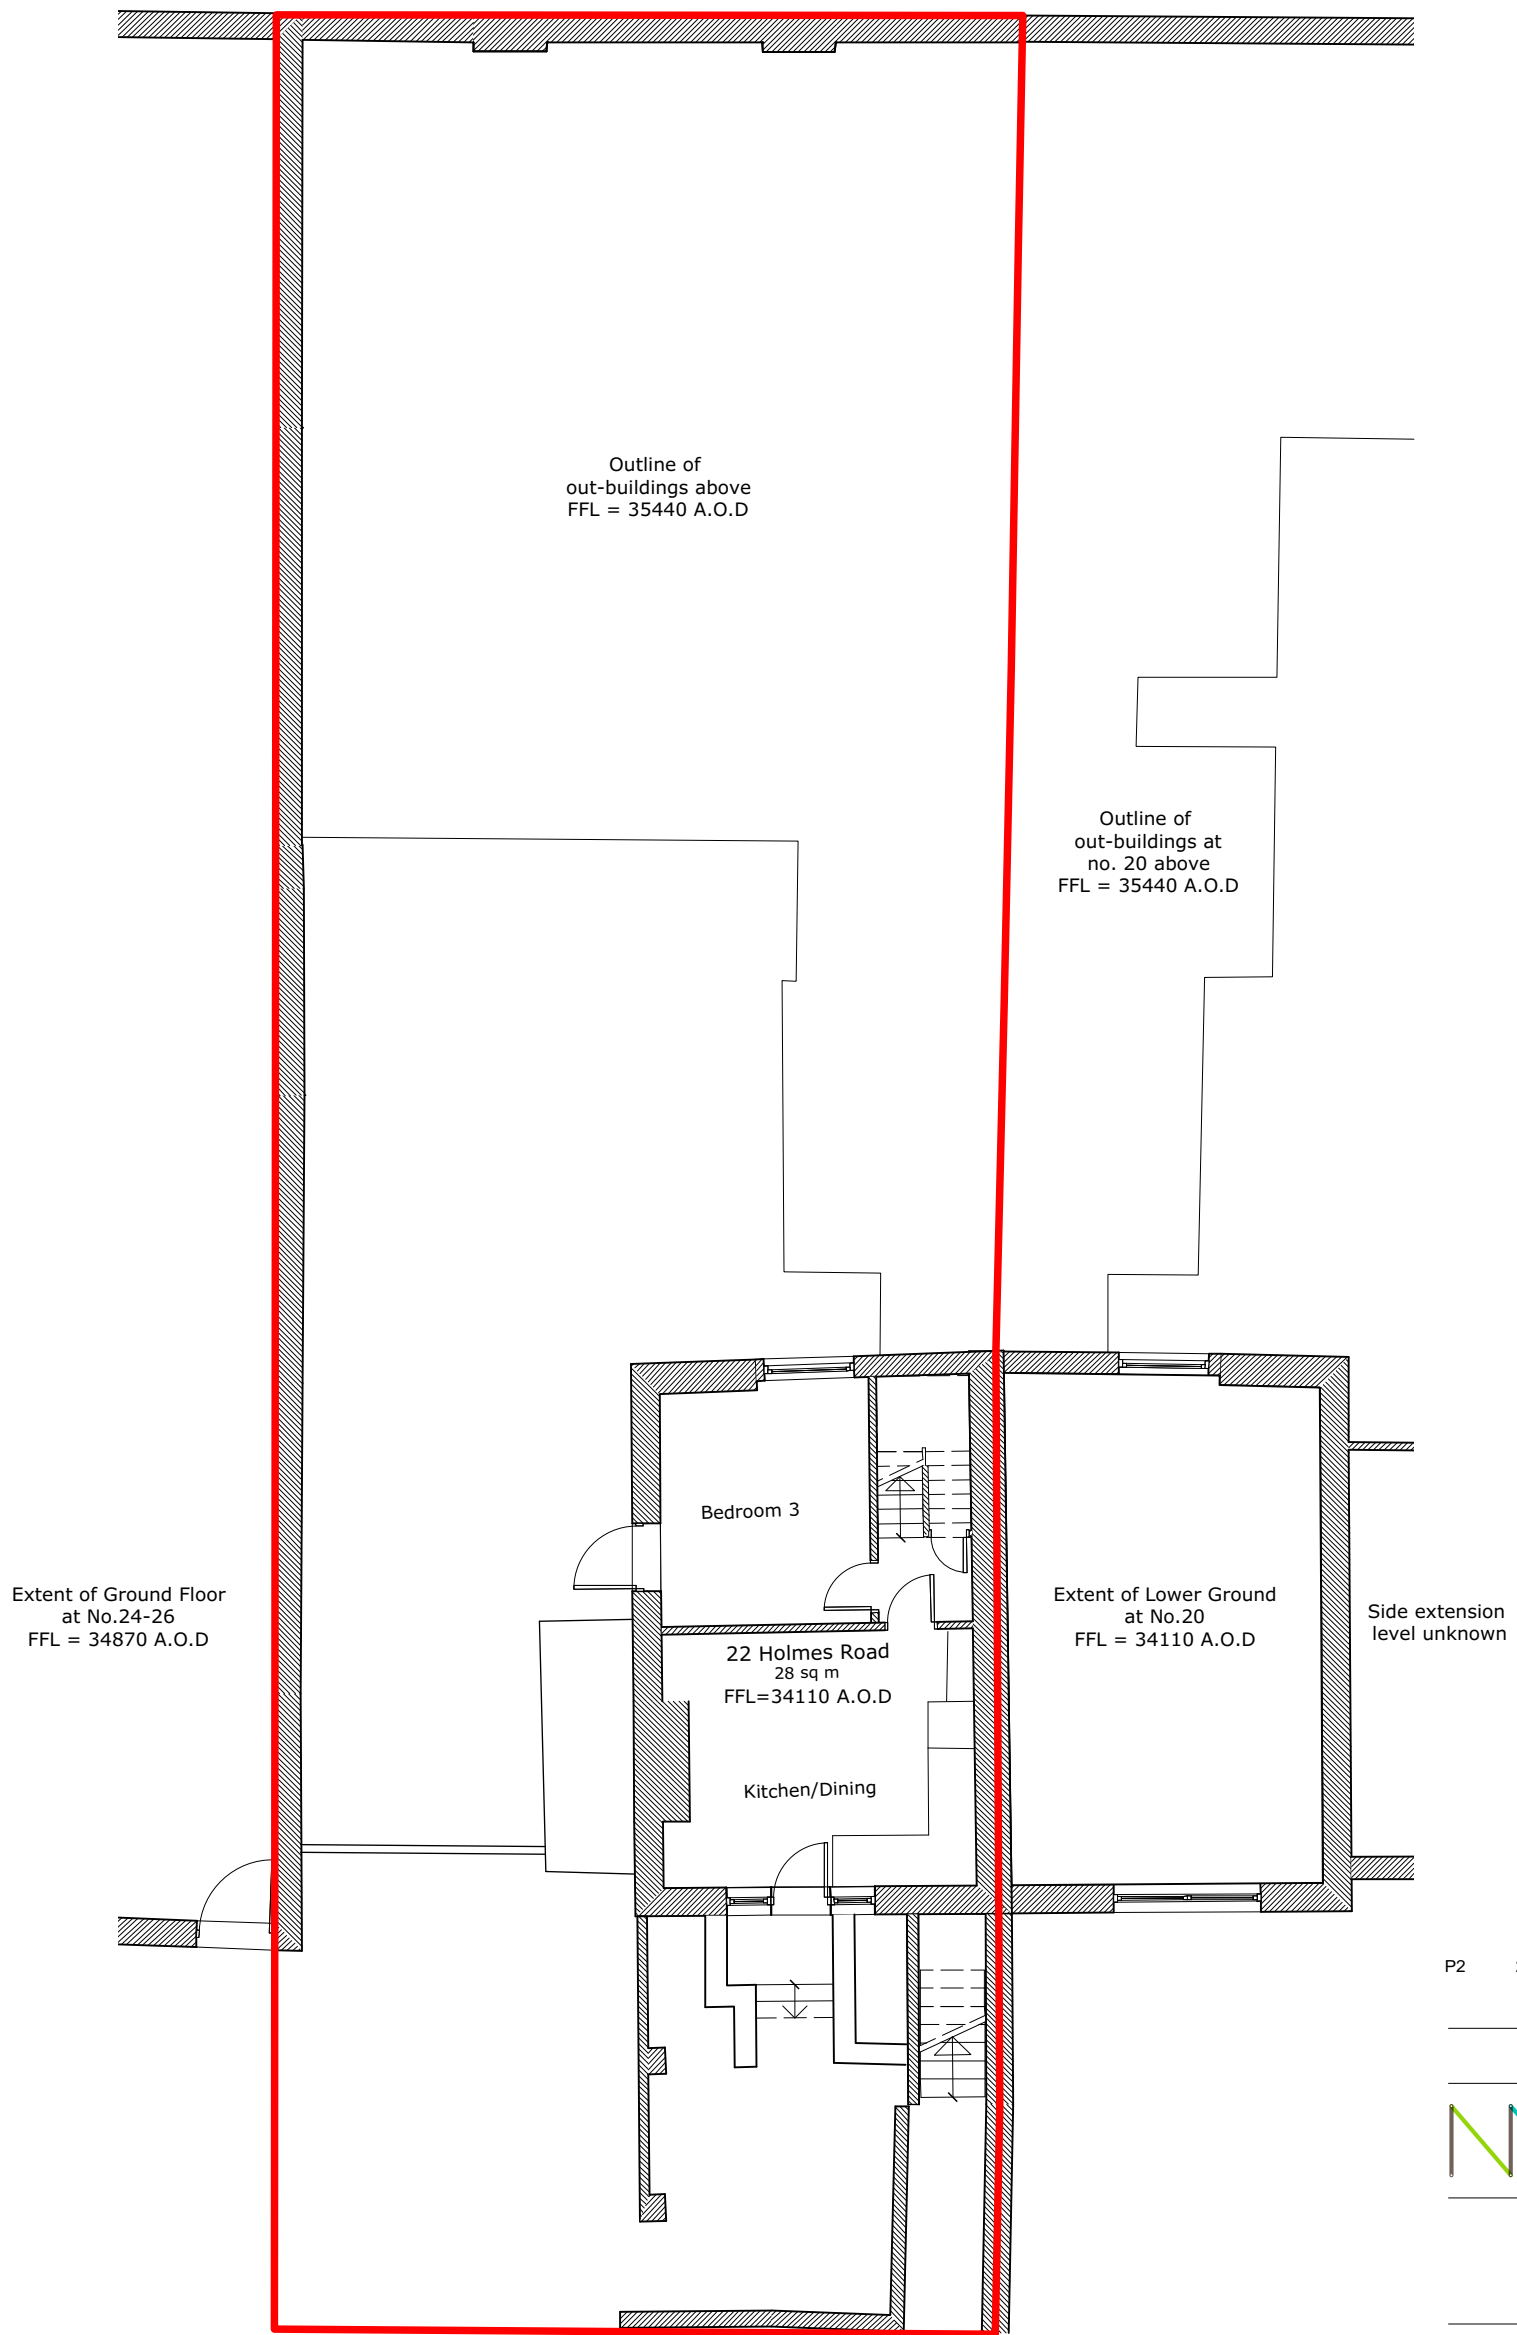 Outline of
out-buildings above
FFL = 35440 A.O.D
Outline of
out-buildings at
no. 20 above
FFL = 35440 A.O.D
Bedroom 3
Extent of Ground Floor
at No.24-26
FFL = 34870 A.O.D
22 Holmes Road
28 sq m
FFL=34110 A.O.D
Extent of Lower Ground
at No.20
FFL = 34110 A.O.D
Side extension
level unknown
Kitchen/Dining
P2